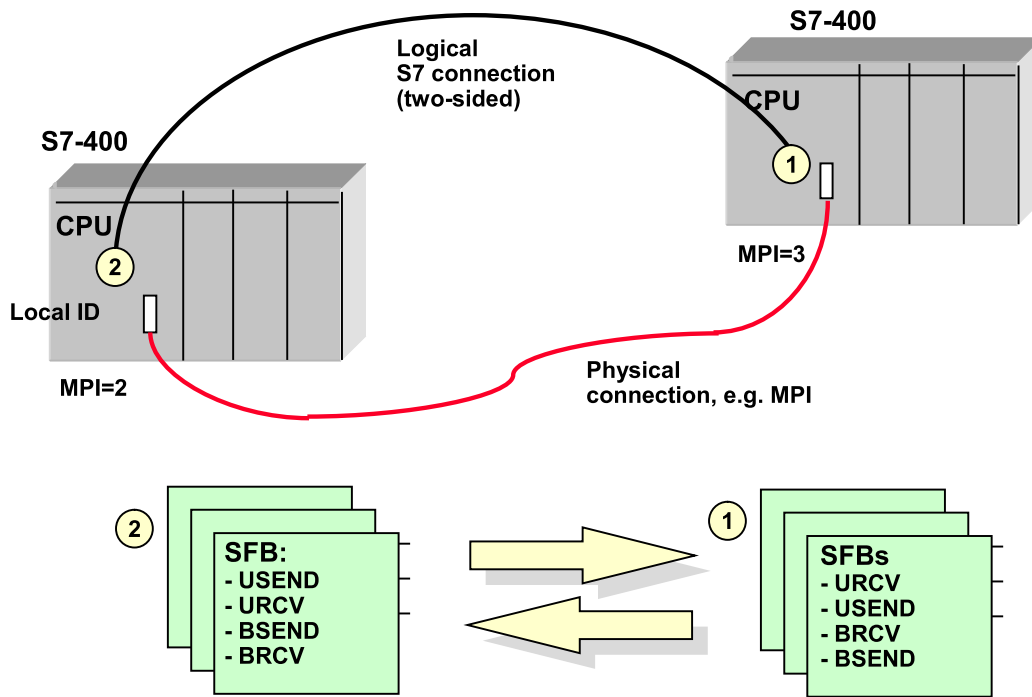 S7-400
Logical
S7 connection
(two-sided)
CPU
1
S7-400
CPU
2
MPI=3
Local ID
MPI=2
Physical
connection, e.g. MPI
2
SFB:
- USEND
- URCV
- BSEND
- BRCV
1
SFBs
- URCV
- USEND
- BRCV
- BSEND